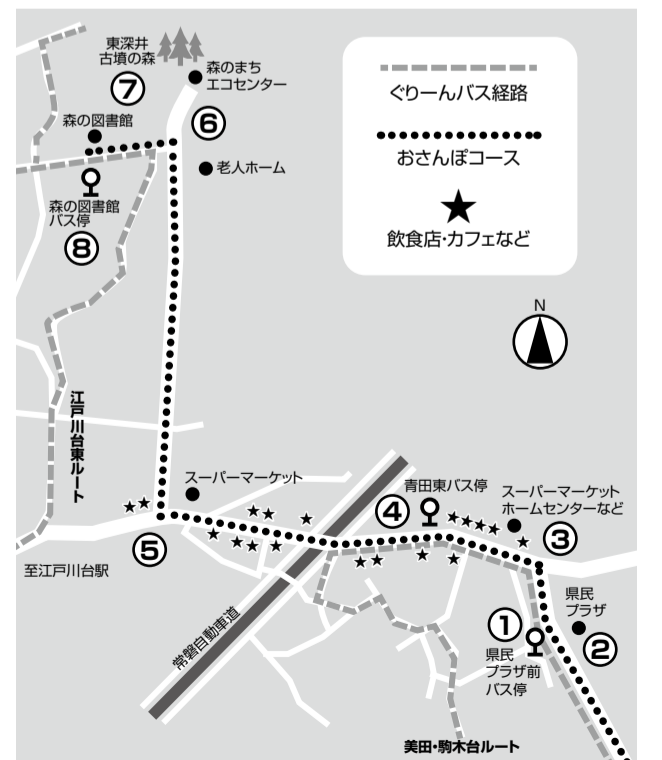 東深井
古墳の森
⑦
森のまち
エコセンター
⑥
森の図書館
老人ホーム
森の図書館
バス停
⑧
ぐりーんバス経路
おさんぽコース
飲食店・カフェなど
N
江戸川台東ルート
スーパーマーケット
青田東バス停
④
スーパーマーケット
ホームセンターなど
③
⑤
至江戸川台駅
常磐自動車道
県民
プラザ
②
①
県民
プラザ前
バス停
美田・駒木台ルート